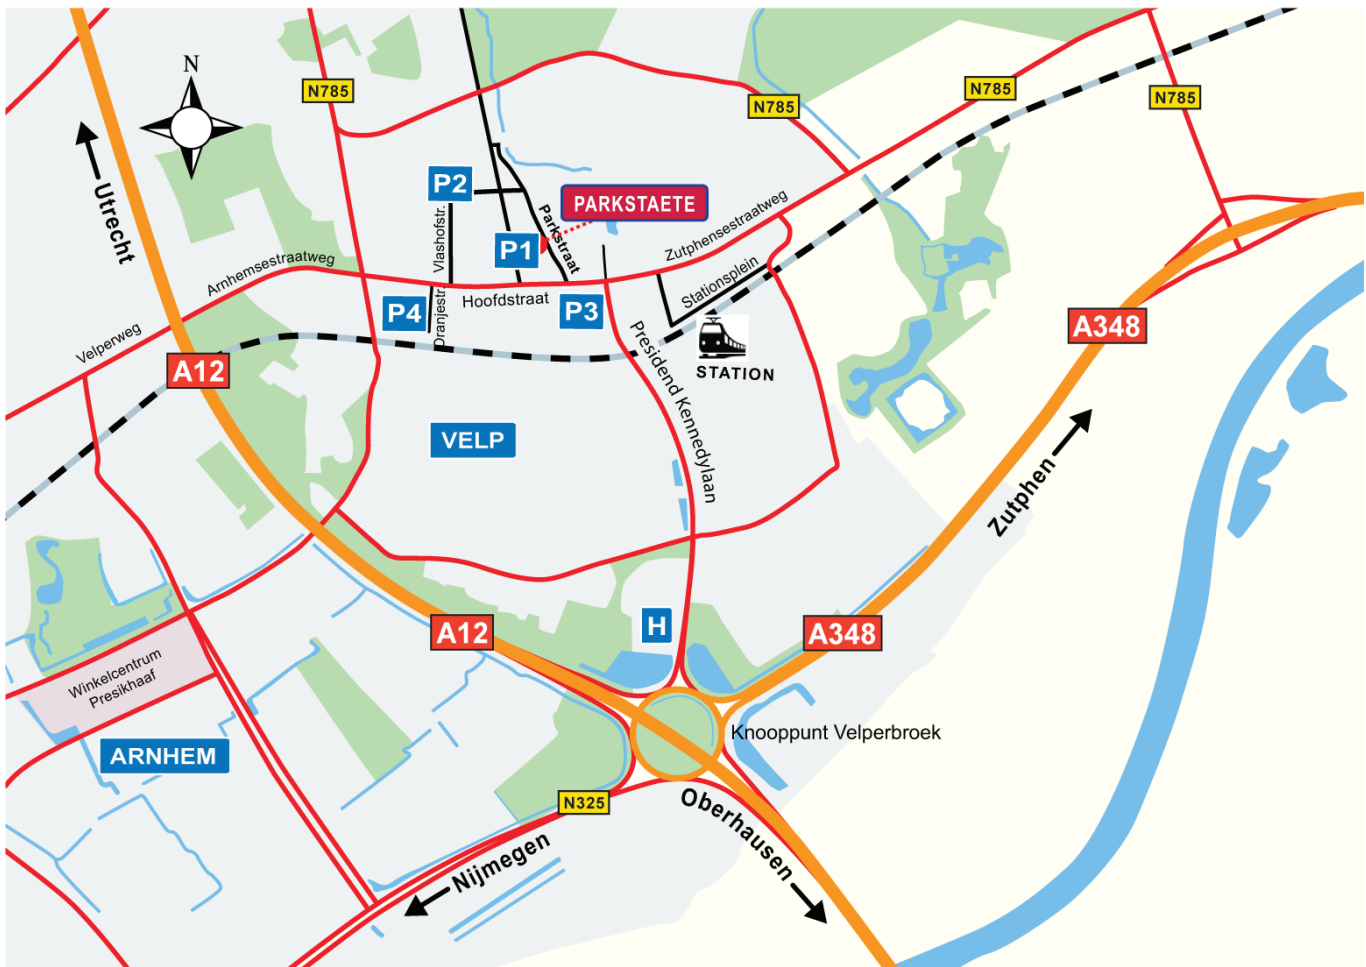 N
N785
N785
N785
N785
Utrecht
P2
PARKSTAETE
Vlashofstr.
Parkstraat
P1
Zutphensestraatweg
Arnhemsestraatweg
Stationsplein
Hoofdstraat
P4
P3
Oranjestr.
Velperweg
A12
STATION
A348
Presidend Kennedylaan
VELP
Zutphen
A12
H
A348
Winkelcentrum
Presikhaaf
ARNHEM
Knooppunt Velperbroek
N325
Oberhausen
Nijmegen